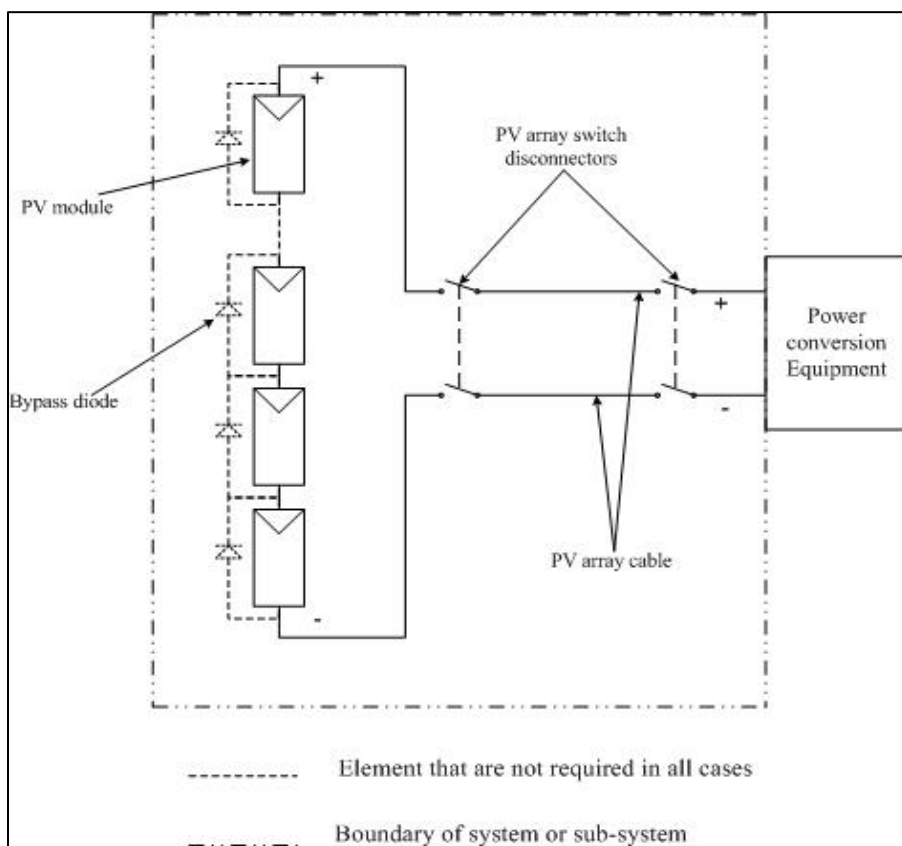 +
PV array switch
disconnectors
PV module
+
Power
conversion
Equipment
Bypass diode
-
PV array cable
-
Element that are not required in all cases
Boundary of system or sub-system